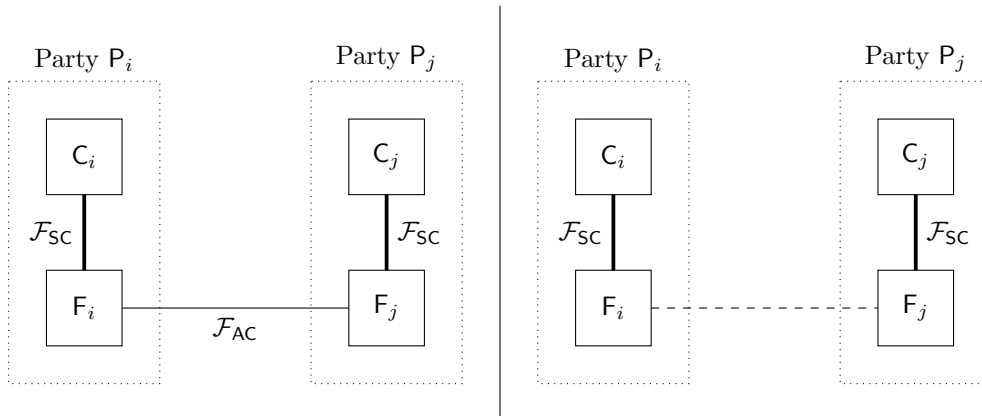 Party P_i
Party P_j
C_i
C_j
ℱ_SC
ℱ_SC
F_i
F_j
ℱ_AC
Party P_i
Party P_j
C_i
C_j
ℱ_SC
ℱ_SC
F_i
F_j